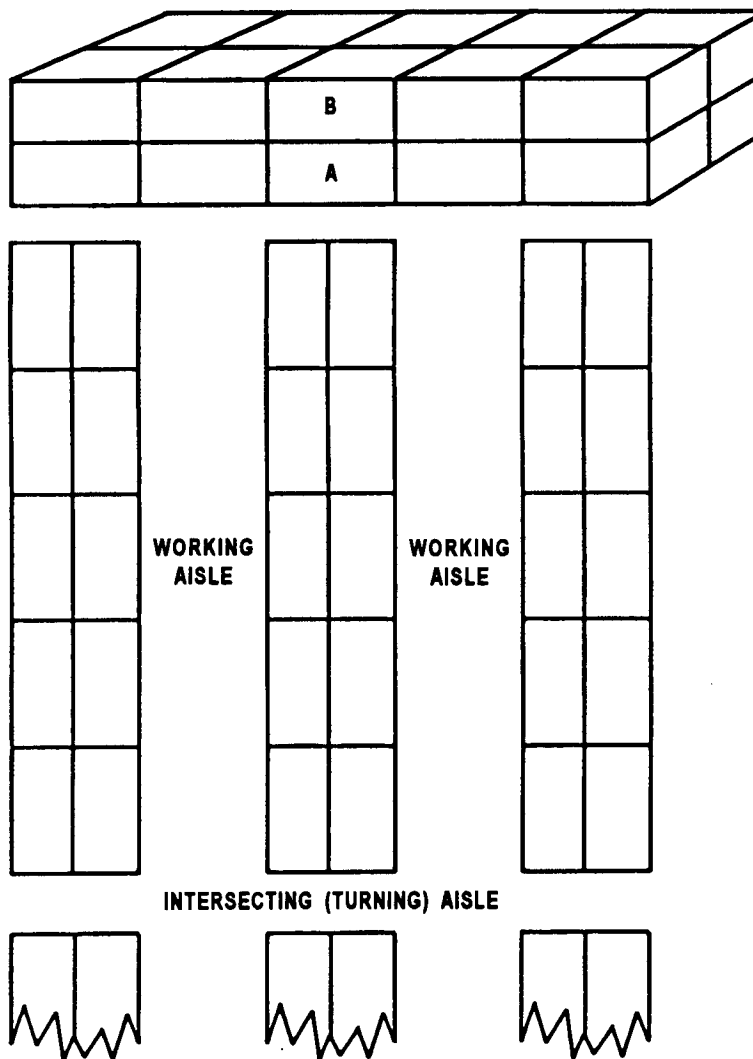 B
A
WORKING
AISLE
WORKING
AISLE
INTERSECTING (TURNING) AISLE